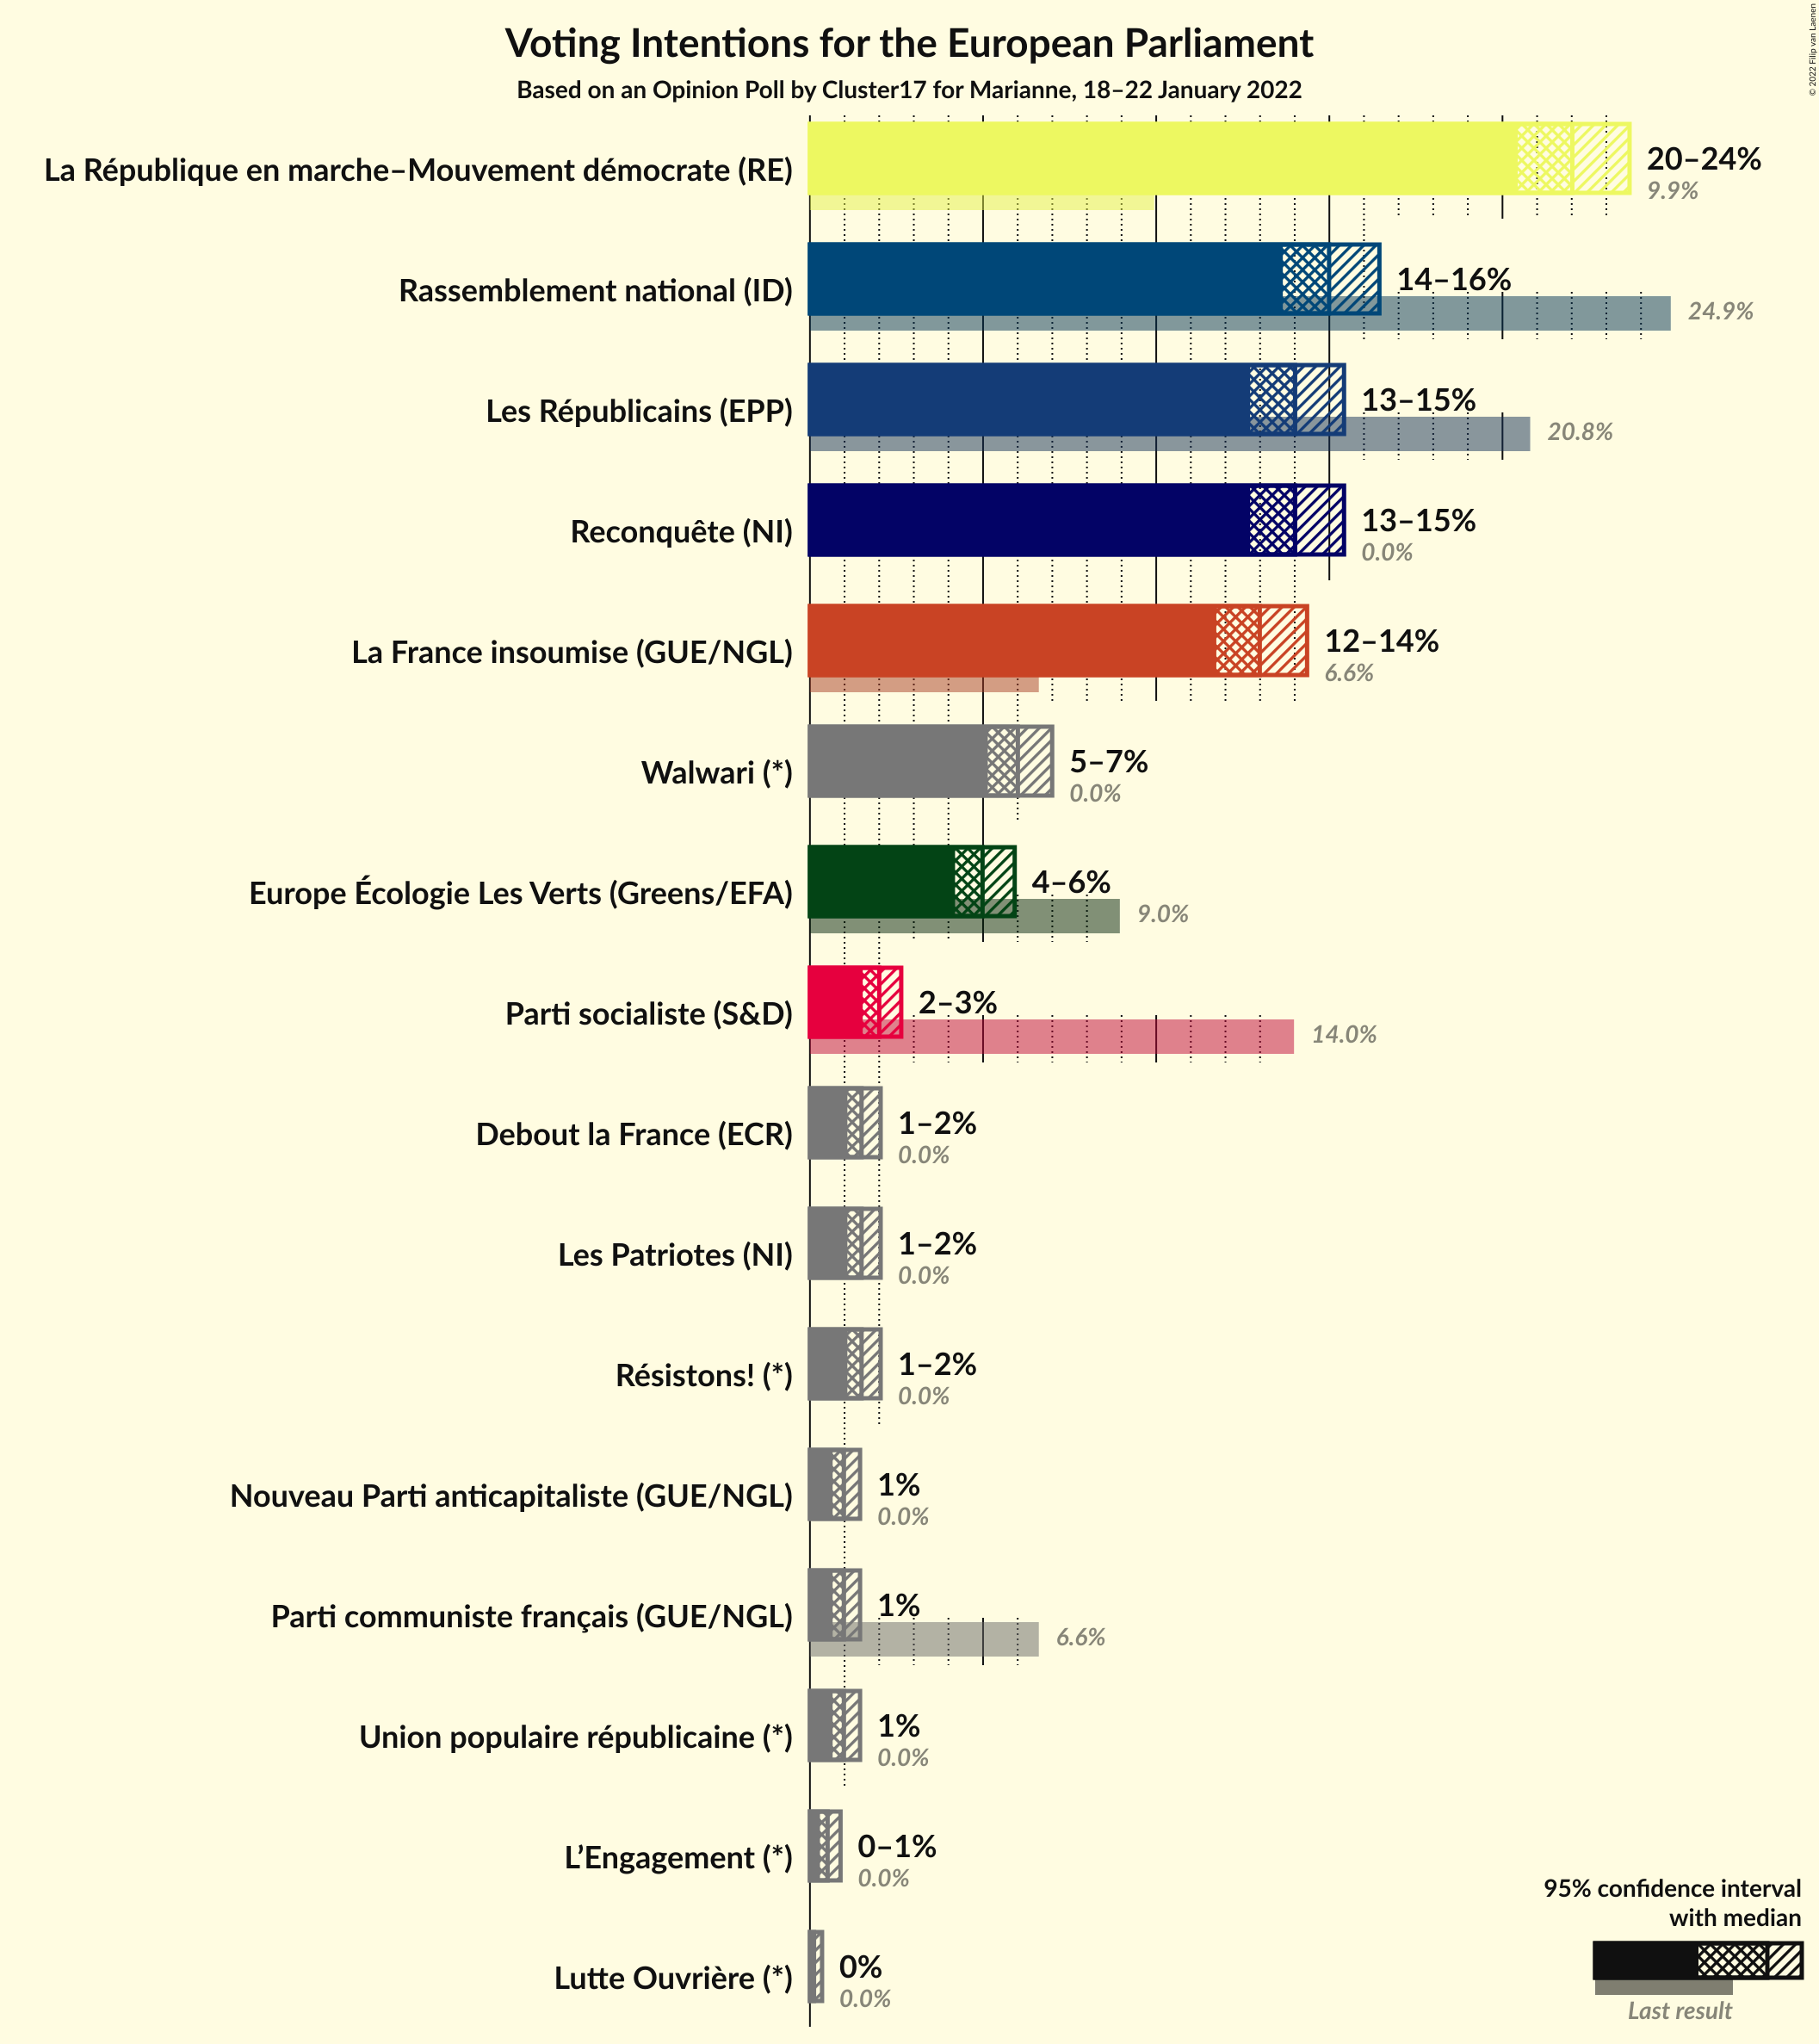 Voting Intentions for the European Parliament
Based on an Opinion Poll by Cluster17 for Marianne, 18–22 January 2022
© 2022 Filip van Laenen
La République en marche–Mouvement démocrate (RE)
20–24%
9.9%
Rassemblement national (ID)
14–16%
24.9%
Les Républicains (EPP)
13–15%
20.8%
Reconquête (NI)
13–15%
0.0%
La France insoumise (GUE/NGL)
12–14%
6.6%
Walwari (*)
5–7%
0.0%
Europe Écologie Les Verts (Greens/EFA)
4–6%
9.0%
Parti socialiste (S&D)
2–3%
14.0%
Debout la France (ECR)
1–2%
0.0%
Les Patriotes (NI)
1–2%
0.0%
Résistons! (*)
1–2%
0.0%
Nouveau Parti anticapitaliste (GUE/NGL)
1%
0.0%
Parti communiste français (GUE/NGL)
1%
6.6%
Union populaire républicaine (*)
1%
0.0%
L’Engagement (*)
0–1%
0.0%
Lutte Ouvrière (*)
0%
0.0%
95% confidence interval
with median
Last result